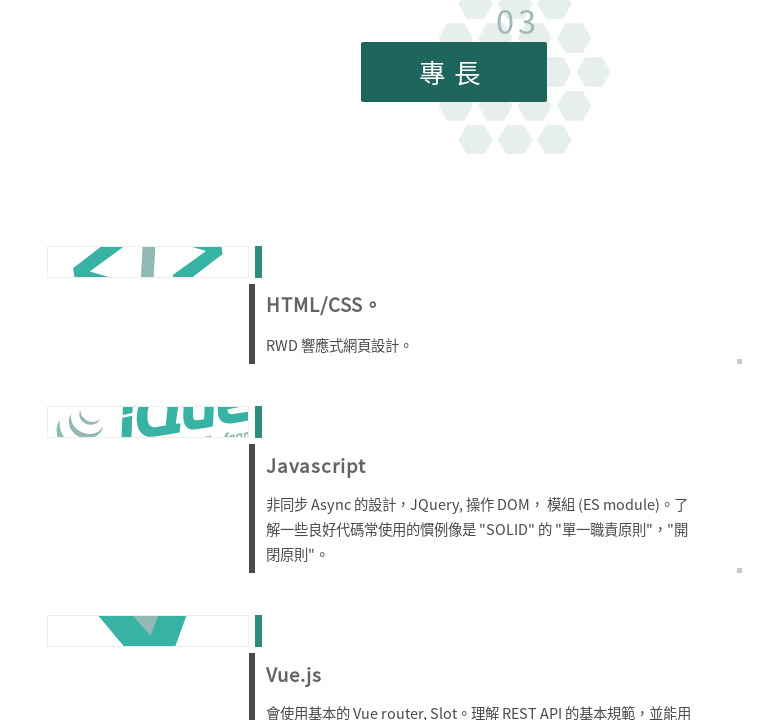 03
專長
HTML/CSS。
RWD 響應式網頁設計。
Javascript
非同步 Async 的設計，JQuery, 操作 DOM， 模組 (ES module)。了
解一些良好代碼常使用的慣例像是 "SOLID" 的 "單一職責原則"，"開
閉原則"。
Vue.js
會使用基本的 Vue router, Slot。理解 REST API 的基本規範，並能用